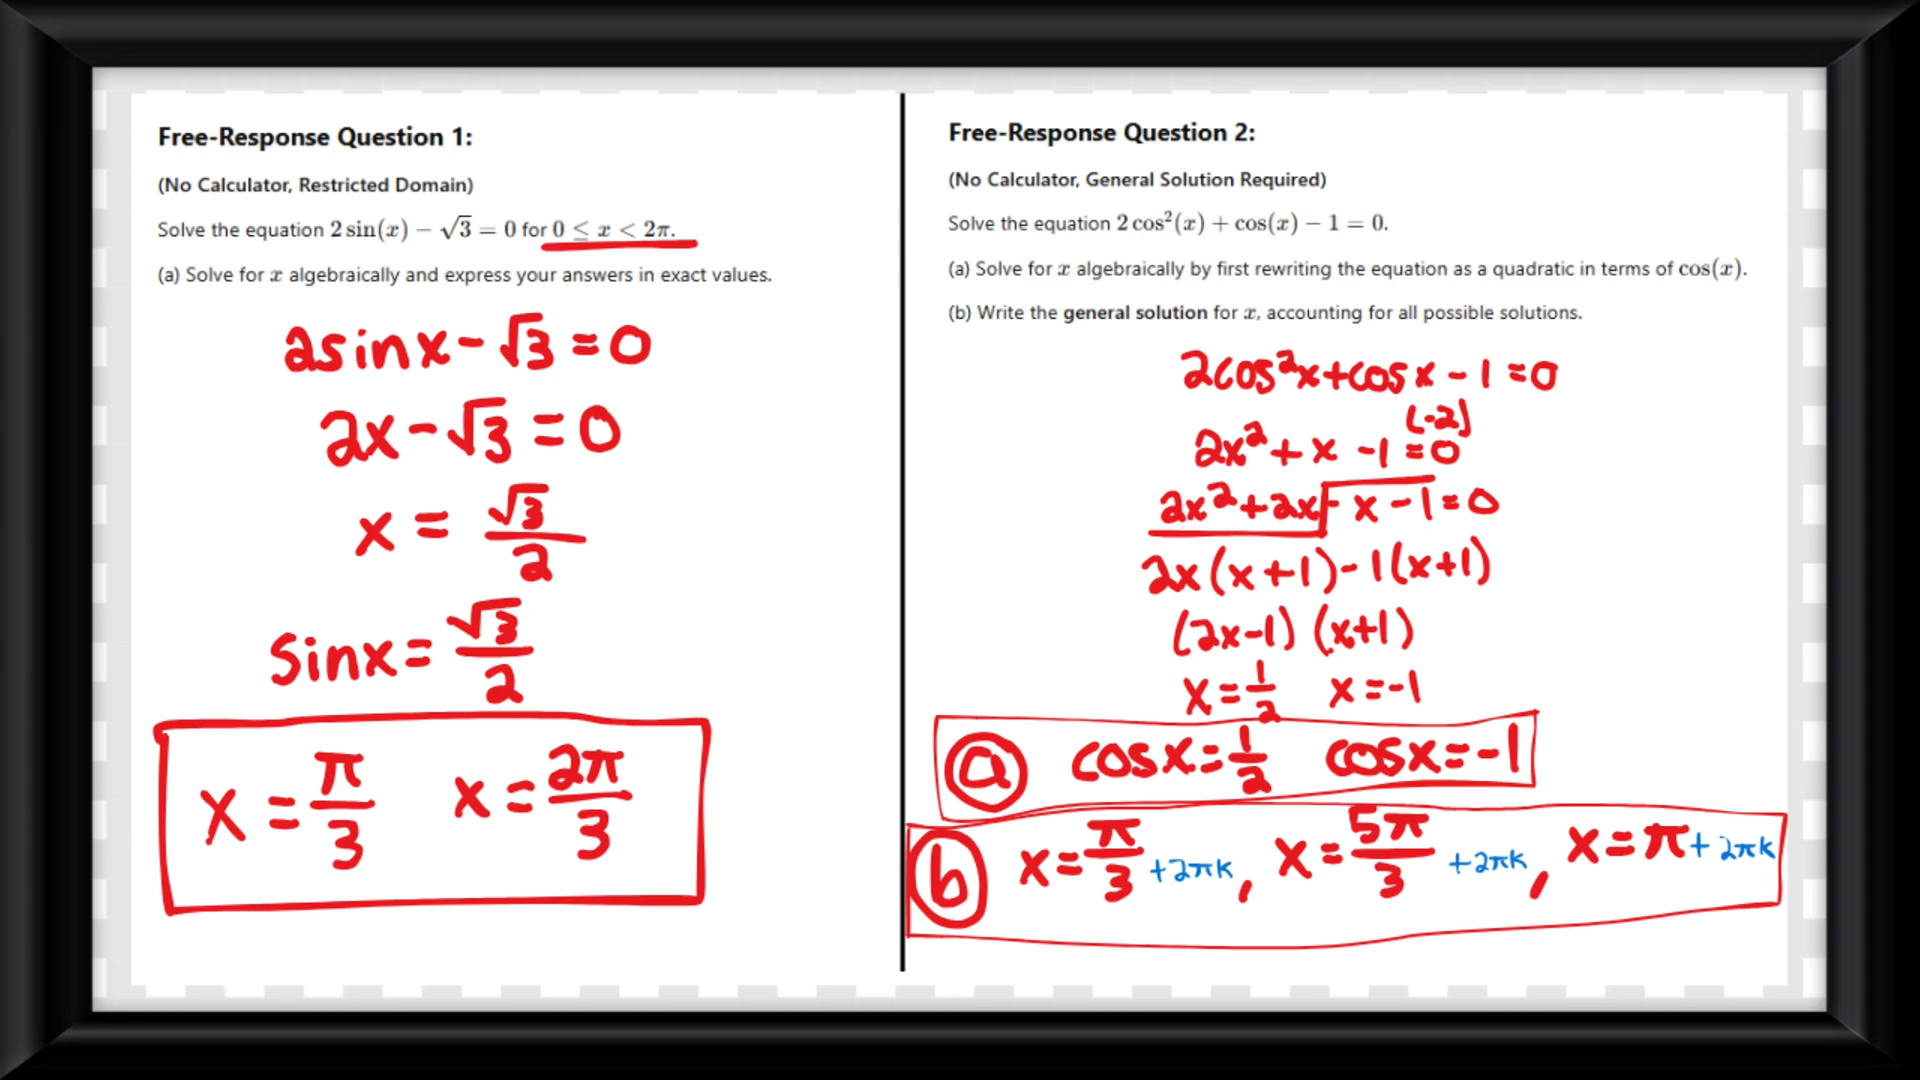 Free-Response Question 1:
(No Calculator, Restricted Domain)
Solve the equation 2 sin(x) − √3 = 0 for 0 ≤ x < 2π.
(a) Solve for x algebraically and express your answers in exact values.
2sinx-√3=0
2x-√3=0
x = √3/2
sinx=√3/2
x=π/3 x=2π/3
Free-Response Question 2:
(No Calculator, General Solution Required)
Solve the equation 2 cos²(x) + cos(x) − 1 = 0.
(a) Solve for x algebraically by first rewriting the equation as a quadratic in terms of cos(x).
(b) Write the general solution for x, accounting for all possible solutions.
2cos²x+cosx-1=0
(-2)
2x²+x-1=0
2x²+2x-x-1=0
2x(x+1)-1(x+1)
(2x-1)(x+1)
x=1/2 x=-1
a cosx=1/2 cosx=-1
b x=π/3+2πk, x=5π/3+2πk, x=π+2πk